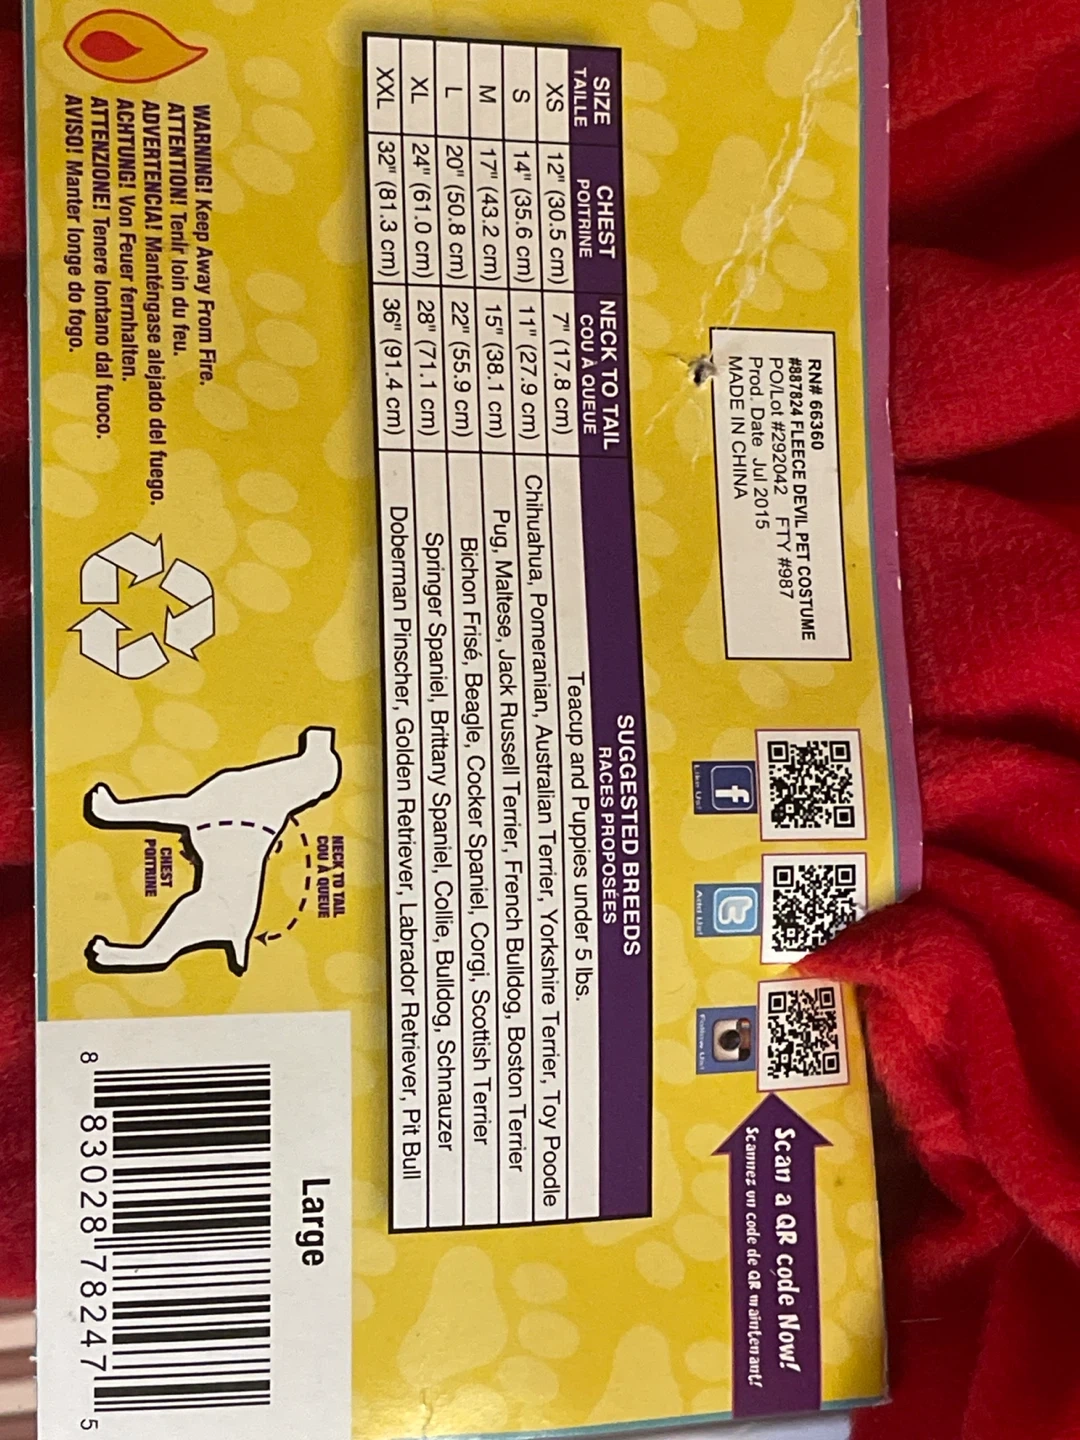 RN# 66360
#887824 FLEECE DEVIL PET COSTUME
PO/Lot #292042 FTY #987
Prod. Date Jul 2015
MADE IN CHINA
f
Like Us!
t
Add Us!
Follow Us!
Scan a QR code Now!
Scannez un code de QR maintenant!
SIZE CHEST NECK TO TAIL SUGGESTED BREEDS
TAILLE POITRINE COU À QUEUE RACES PROPOSÉES
XS 12" (30.5 cm) 7" (17.8 cm) Teacup and Puppies under 5 lbs.
S 14" (35.6 cm) 11" (27.9 cm) Chihuahua, Pomeranian, Australian Terrier, Yorkshire Terrier, Toy Poodle
M 17" (43.2 cm) 15" (38.1 cm) Pug, Maltese, Jack Russell Terrier, French Bulldog, Boston Terrier
L 20" (50.8 cm) 22" (55.9 cm) Bichon Frisé, Beagle, Cocker Spaniel, Corgi, Scottish Terrier
XL 24" (61.0 cm) 28" (71.1 cm) Springer Spaniel, Brittany Spaniel, Collie, Bulldog, Schnauzer
XXL 32" (81.3 cm) 36" (91.4 cm) Doberman Pinscher, Golden Retriever, Labrador Retriever, Pit Bull
WARNING! Keep Away From Fire.
ATTENTION! Tenir loin du feu.
ADVERTENCIA! Manténgase alejado del fuego.
ACHTUNG! Von Feuer fernhalten.
ATTENZIONE! Tenere lontano dal fuoco.
AVISO! Manter longe do fogo.
NECK TO TAIL
COU À QUEUE
CHEST
POITRINE
Large
8 83028 78247 5